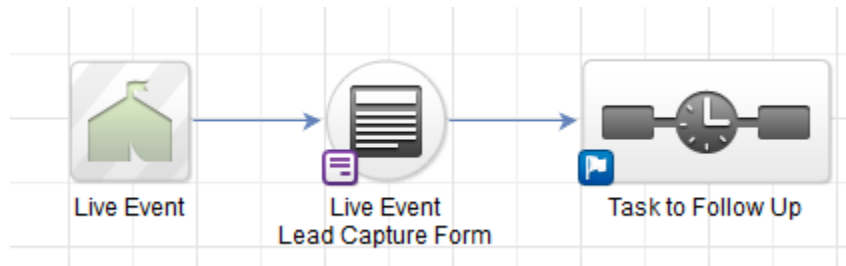 Live Event
Live Event
Lead Capture Form
Task to Follow Up